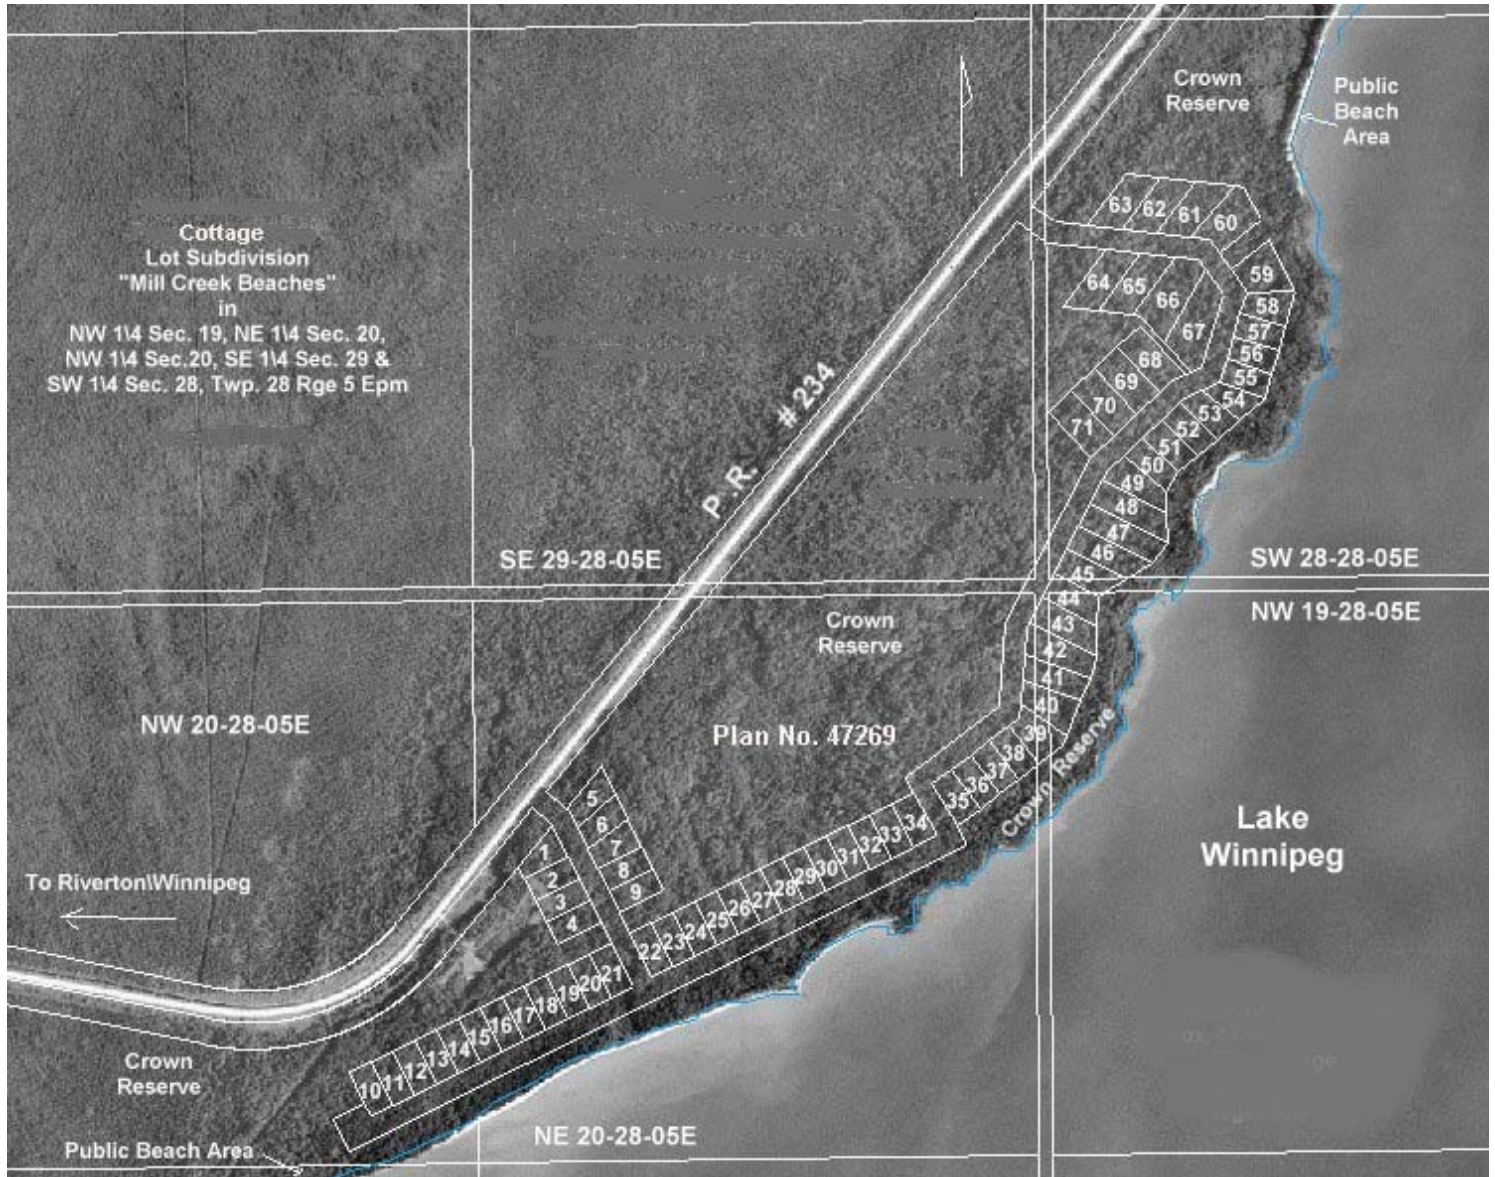 Crown
Reserve
Public
Beach
Area
Cottage
Lot Subdivision
"Mill Creek Beaches"
in
NW 1\4 Sec. 19, NE 1\4 Sec. 20,
NW 1\4 Sec.20, SE 1\4 Sec. 29 &
SW 1\4 Sec. 28, Twp. 28 Rge 5 Epm
63 62 61 60
59
64 65 66 67
58
57
56
55
54
53
52
51
50
49
48
47
46
45
68
69
70
71
P .R. # 234
SE 29-28-05E
SW 28-28-05E
NW 19-28-05E
44
43
42
41
40
39
38
37
36
35
Crown
Reserve
NW 20-28-05E
Plan No. 47269
Crown Reserve
Lake
Winnipeg
5
6
7
8
9
1
2
3
4
To Riverton\Winnipeg
22 23 24 25 26 27 28 29 30 31 32 33 34
10 11 12 13 14 15 16 17 18 19 20 21
Crown
Reserve
Public Beach Area
NE 20-28-05E